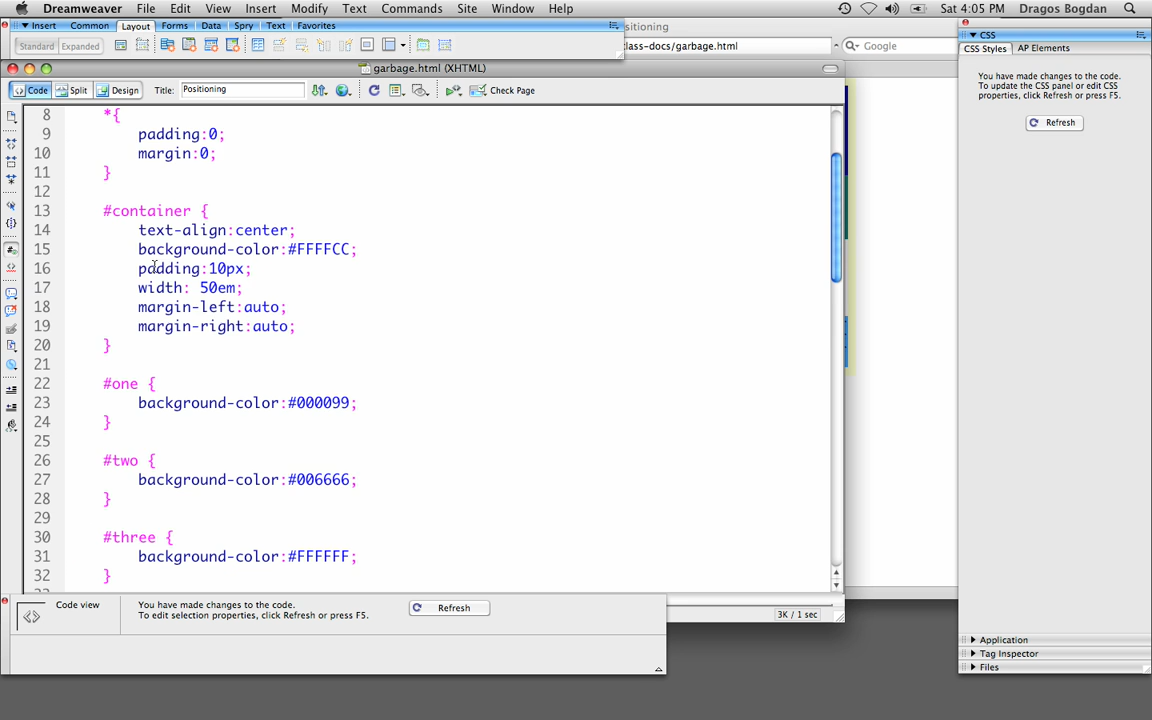 Dreamweaver File Edit View Insert Modify Text Commands Site Window Help Sat 4:05 PM Dragos Bogdan
Insert Common Layout Forms Data Spry Text Favorites
Standard Expanded
sitioning
class-docs/garbage.html
Google
garbage.html (XHTML)
Code Split Design Title: Positioning Check Page
8 *{
9 padding:0;
10 margin:0;
11 }
12
13 #container {
14 text-align:center;
15 background-color:#FFFFCC;
16 padding:10px;
17 width: 50em;
18 margin-left:auto;
19 margin-right:auto;
20 }
21
22 #one {
23 background-color:#000099;
24 }
25
26 #two {
27 background-color:#006666;
28 }
29
30 #three {
31 background-color:#FFFFFF;
32 }
3K / 1 sec
Code view
You have made changes to the code.
To edit selection properties, click Refresh or press F5.
Refresh
CSS
CSS Styles AP Elements
You have made changes to the code.
To update the CSS panel or edit CSS
properties, click Refresh or press F5.
Refresh
Application
Tag Inspector
Files